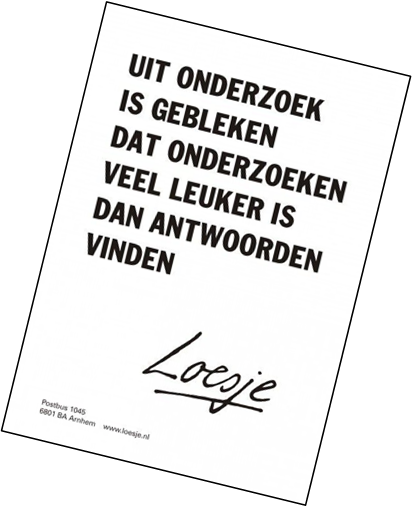 UIT ONDERZOEK
IS GEBLEKEN
DAT ONDERZOEKEN
VEEL LEUKER IS
DAN ANTWOORDEN
VINDEN
Loesje
Postbus 1045
6801 BA Arnhem www.loesje.nl